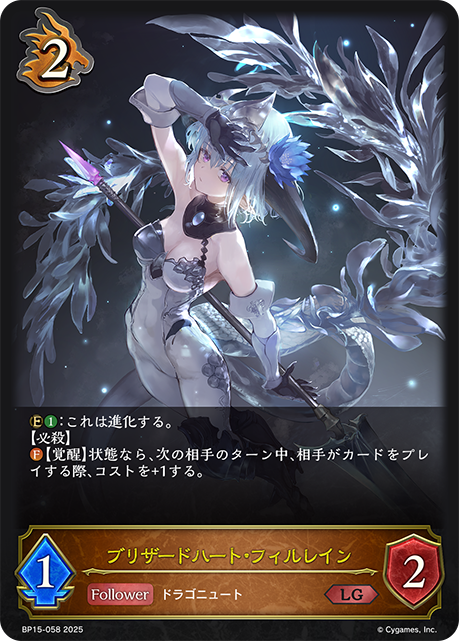 2
E 1:これは進化する。
【必殺】
F【覚醒】状態なら、次の相手のターン中、相手がカードをプレ
イする際、コストを+1する。
ブリザードハート・フィルレイン
1 Follower ドラゴニュート LG 2
BP15-058 2025 © Cygames, Inc.